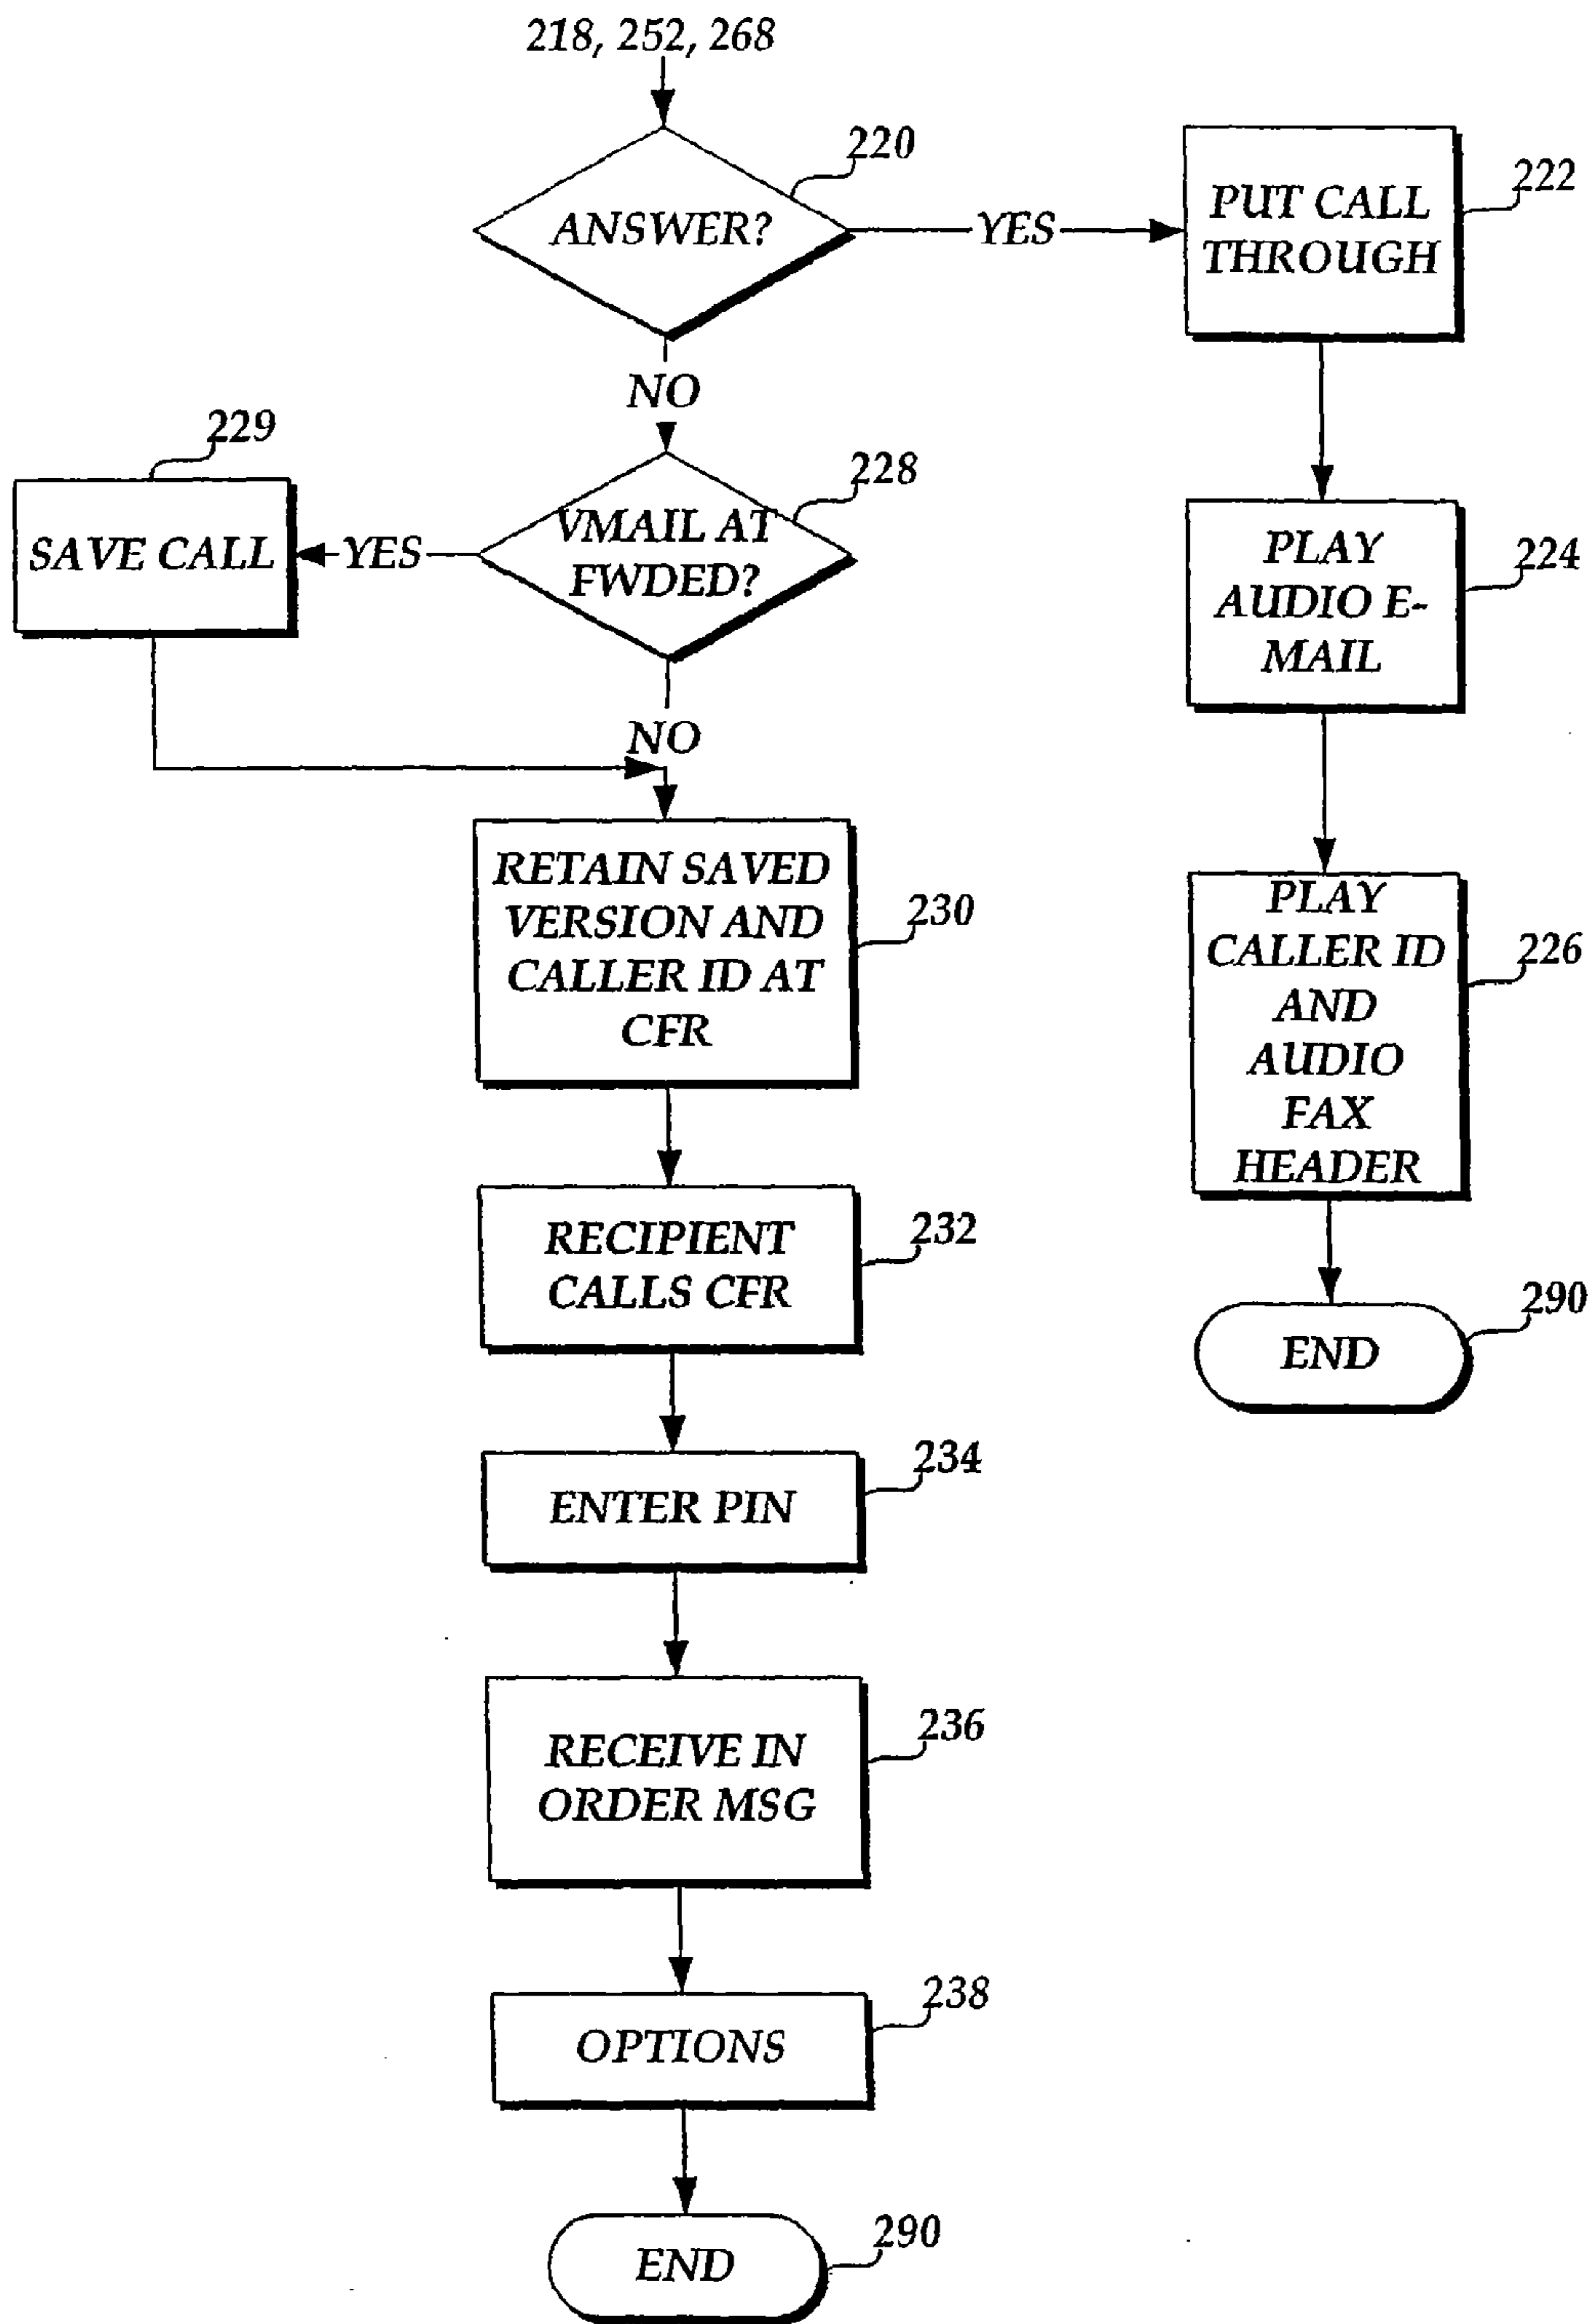 218, 252, 268
220
ANSWER?
YES
PUT CALL
THROUGH
222
NO
229
SAVE CALL
YES
228
VMAIL AT
FWDED?
NO
PLAY
AUDIO E-
MAIL
224
RETAIN SAVED
VERSION AND
CALLER ID AT
CFR
230
PLAY
CALLER ID
AND
AUDIO
FAX
HEADER
226
RECIPIENT
CALLS CFR
232
END
290
ENTER PIN
234
RECEIVE IN
ORDER MSG
236
OPTIONS
238
END
290